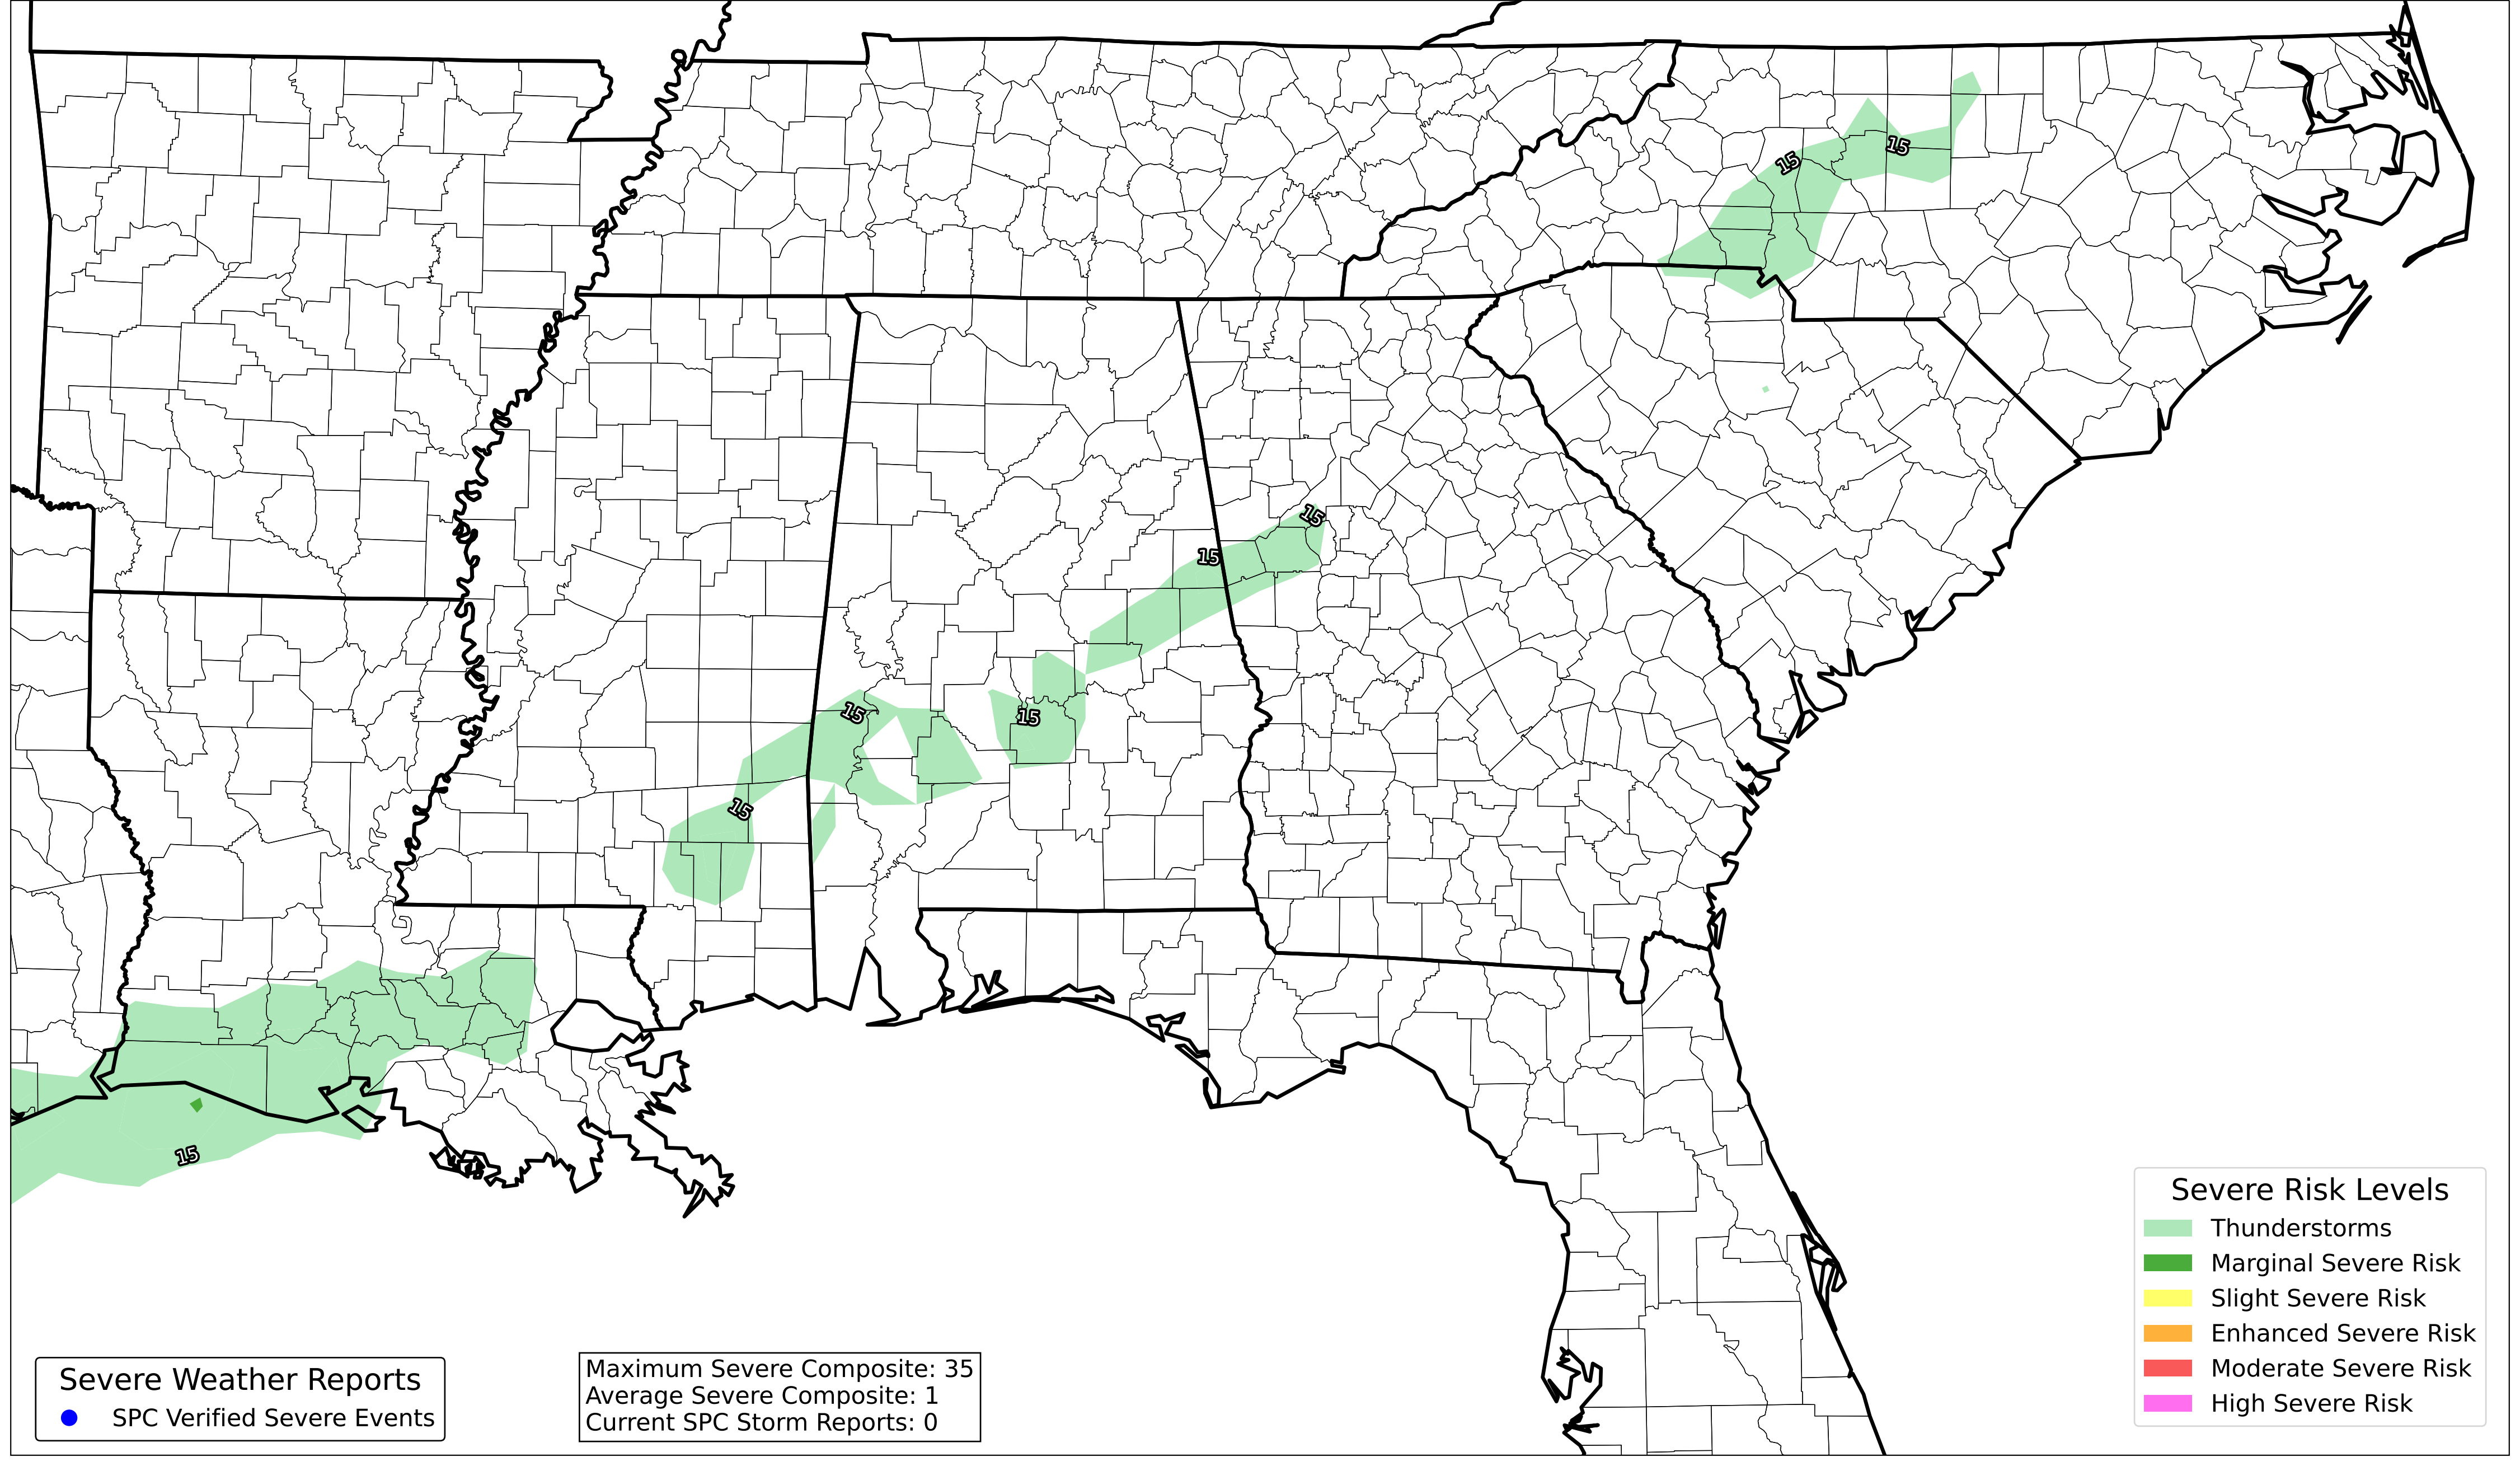 15
15
15
15
15
15
15
15
Severe Risk Levels
Thunderstorms
Marginal Severe Risk
Slight Severe Risk
Enhanced Severe Risk
Moderate Severe Risk
High Severe Risk
Severe Weather Reports
SPC Verified Severe Events
Maximum Severe Composite: 35
Average Severe Composite: 1
Current SPC Storm Reports: 0